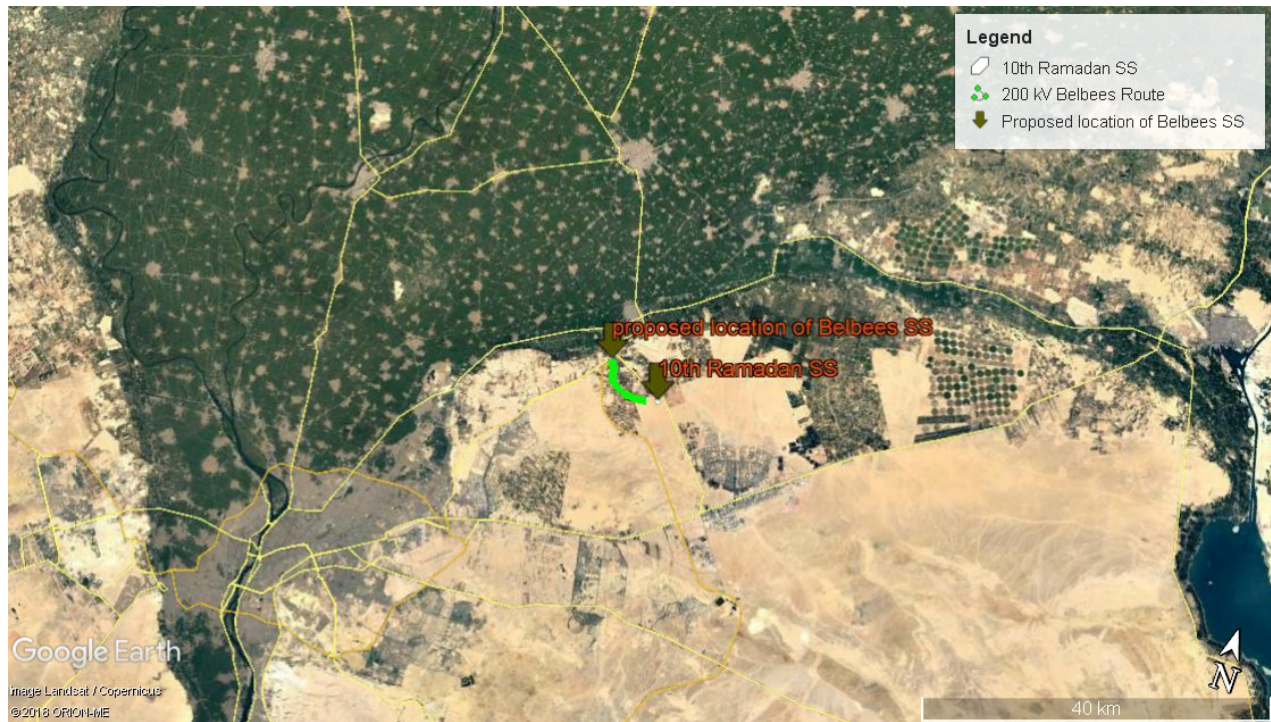 Legend
10th Ramadan SS
200 kV Belbees Route
Proposed location of Belbees SS
proposed location of Belbees SS
10th Ramadan SS
Google Earth
Image Landsat / Copernicus
© 2018 ORION-ME
N
40 km